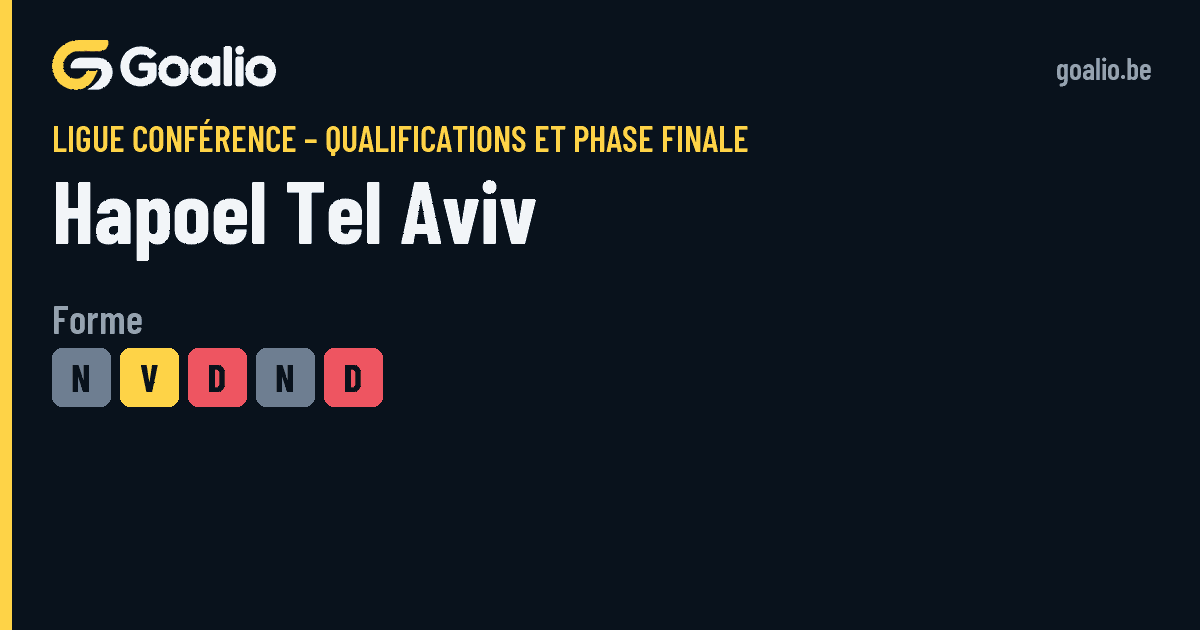 Goalio
goalio.be
LIGUE CONFÉRENCE – QUALIFICATIONS ET PHASE FINALE
Hapoel Tel Aviv
Forme
N V D N D